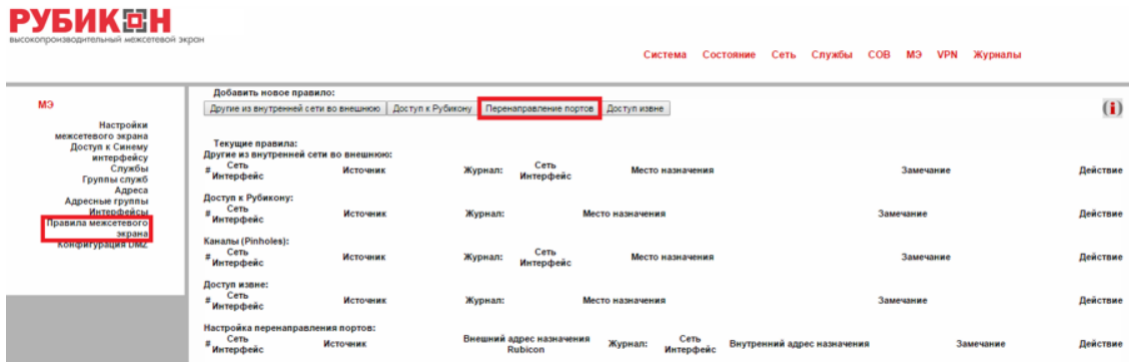 РУБИКОН
высокопроизводительный межсетевой экран
Система Состояние Сеть Службы СОВ МЭ VPN Журналы
МЭ
Настройки
межсетевого экрана
Доступ к Синему
интерфейсу
Службы
Группы служб
Адреса
Адресные группы
Интерфейсы
Правила межсетевого
экрана
Конфигурация DMZ
Добавить новое правило:
Другие из внутренней сети во внешнюю Доступ к Рубикону Перенаправление портов Доступ извне
(i)
Текущие правила:
Другие из внутренней сети во внешнюю:
# Сеть Интерфейс Источник Журнал: Сеть Интерфейс Место назначения Замечание Действие
Доступ к Рубикону:
# Сеть Интерфейс Источник Журнал: Место назначения Замечание Действие
Каналы (Pinholes):
# Сеть Интерфейс Источник Журнал: Сеть Интерфейс Место назначения Замечание Действие
Доступ извне:
# Сеть Интерфейс Источник Журнал: Место назначения Замечание Действие
Настройка перенаправления портов:
# Сеть Интерфейс Источник Внешний адрес назначения Rubicon Журнал: Сеть Интерфейс Внутренний адрес назначения Замечание Действие